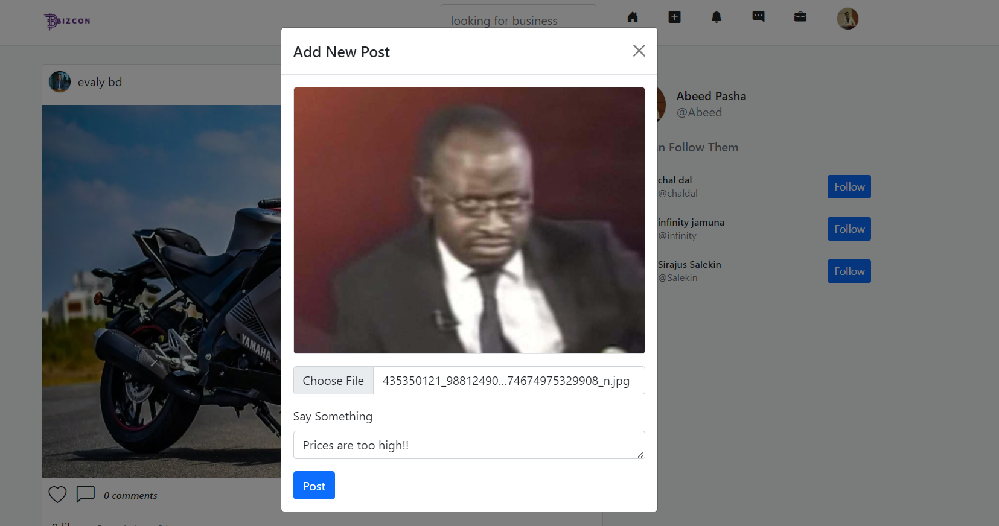 BIZCON
looking for business
Add New Post
evaly bd
Abeed Pasha
@Abeed
n Follow Them
chal dal
@chaldal
Follow
infinity jamuna
@infinity
Follow
Sirajus Salekin
@Salekin
Follow
YAMAHA
Choose File 435350121_98812490...74674975329908_n.jpg
Say Something
Prices are too high!!
Post
0 comments